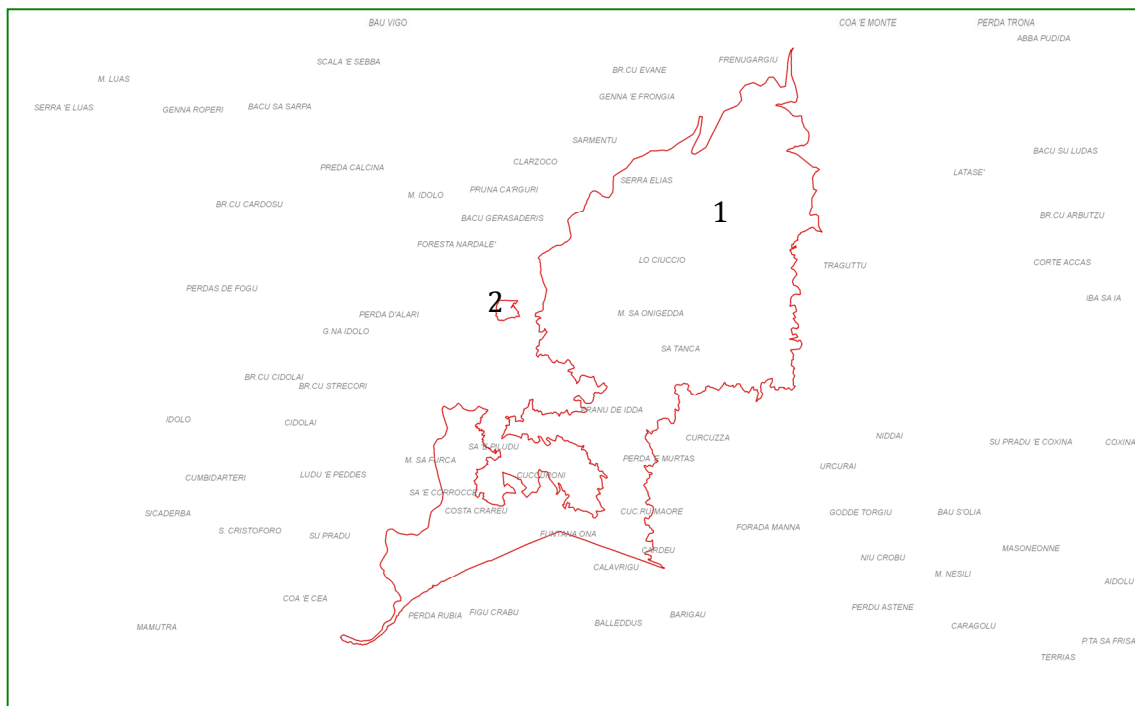 BAU VIGO
COA 'E MONTE
PERDA TRONA
ABBA PUDIDA
SCALA 'E SEBBA
FRENUGARGIU
M. LUAS
BR.CU EVANE
SERRA 'E LUAS
GENNA ROPERI
BACU SA SARPA
GENNA 'E FRONGIA
SARMENTU
BACU SU LUDAS
CLARZOCO
PREDA CALCINA
LATASE'
SERRA ELIAS
M. IDOLO
PRUNA CA'RGURI
BR.CU CARDOSU
1
BACU GERASADERIS
BR.CU ARBUTZU
FORESTA NARDALE'
LO CIUCCIO
TRAGUTTU
CORTE ACCAS
PERDAS DE FOGU
2
IBA SA IA
PERDA D'ALARI
M. SA ONIGEDDA
G.NA IDOLO
SA TANCA
BR.CU CIDOLAI
BR.CU STRECORI
PRANU DE IDDA
IDOLO
CIDOLAI
CURCUZZA
NIDDAI
SU PRADU 'E COXINA
COXINA
SA 'E PILUDU
M. SA FURCA
PERDA 'E MURTAS
URCURAI
CUMBIDARTERI
LUDU 'E PEDDES
CUCCURONI
SA 'E CORROCCE
SICADERBA
COSTA CRAREU
CUC.RU MAORE
GODDE TORGIU
BAU S'OLIA
S. CRISTOFORO
SU PRADU
FUNTANA ONA
FORADA MANNA
CARDEU
MASONEONNE
NIU CROBU
CALAVRIGU
M. NESILI
AIDOLU
COA 'E CEA
PERDA RUBIA
FIGU CRABU
BARIGAU
PERDU ASTENE
MAMUTRA
BALLEDDUS
CARAGOLU
P.TA SA FRISA
TERRIAS